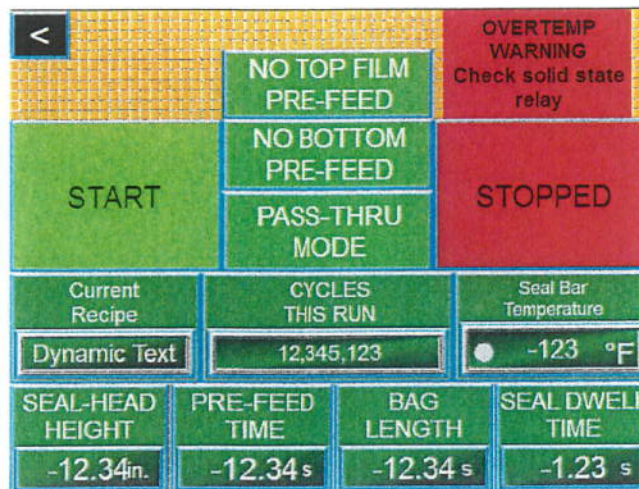 <
OVERTEMP
WARNING
Check solid state
relay
NO TOP FILM
PRE-FEED
NO BOTTOM
PRE-FEED
START
PASS-THRU
MODE
STOPPED
Current
Recipe
Dynamic Text
CYCLES
THIS RUN
12,345,123
Seal Bar
Temperature
-123 °F
SEAL-HEAD
HEIGHT
-12.34in.
PRE-FEED
TIME
-12.34 s
BAG
LENGTH
-12.34 s
SEAL DWELL
TIME
-1.23 s